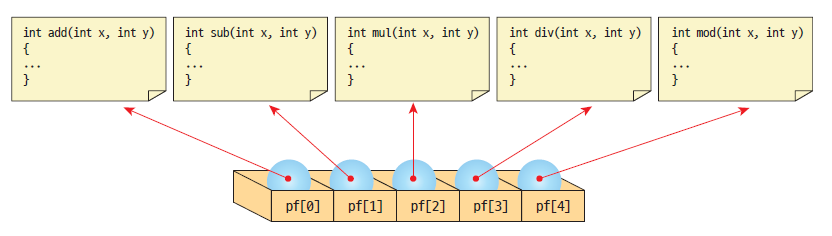 int add(int x, int y)
{
...
}
int sub(int x, int y)
{
...
}
int mul(int x, int y)
{
...
}
int div(int x, int y)
{
...
}
int mod(int x, int y)
{
...
}
pf[0] pf[1] pf[2] pf[3] pf[4]